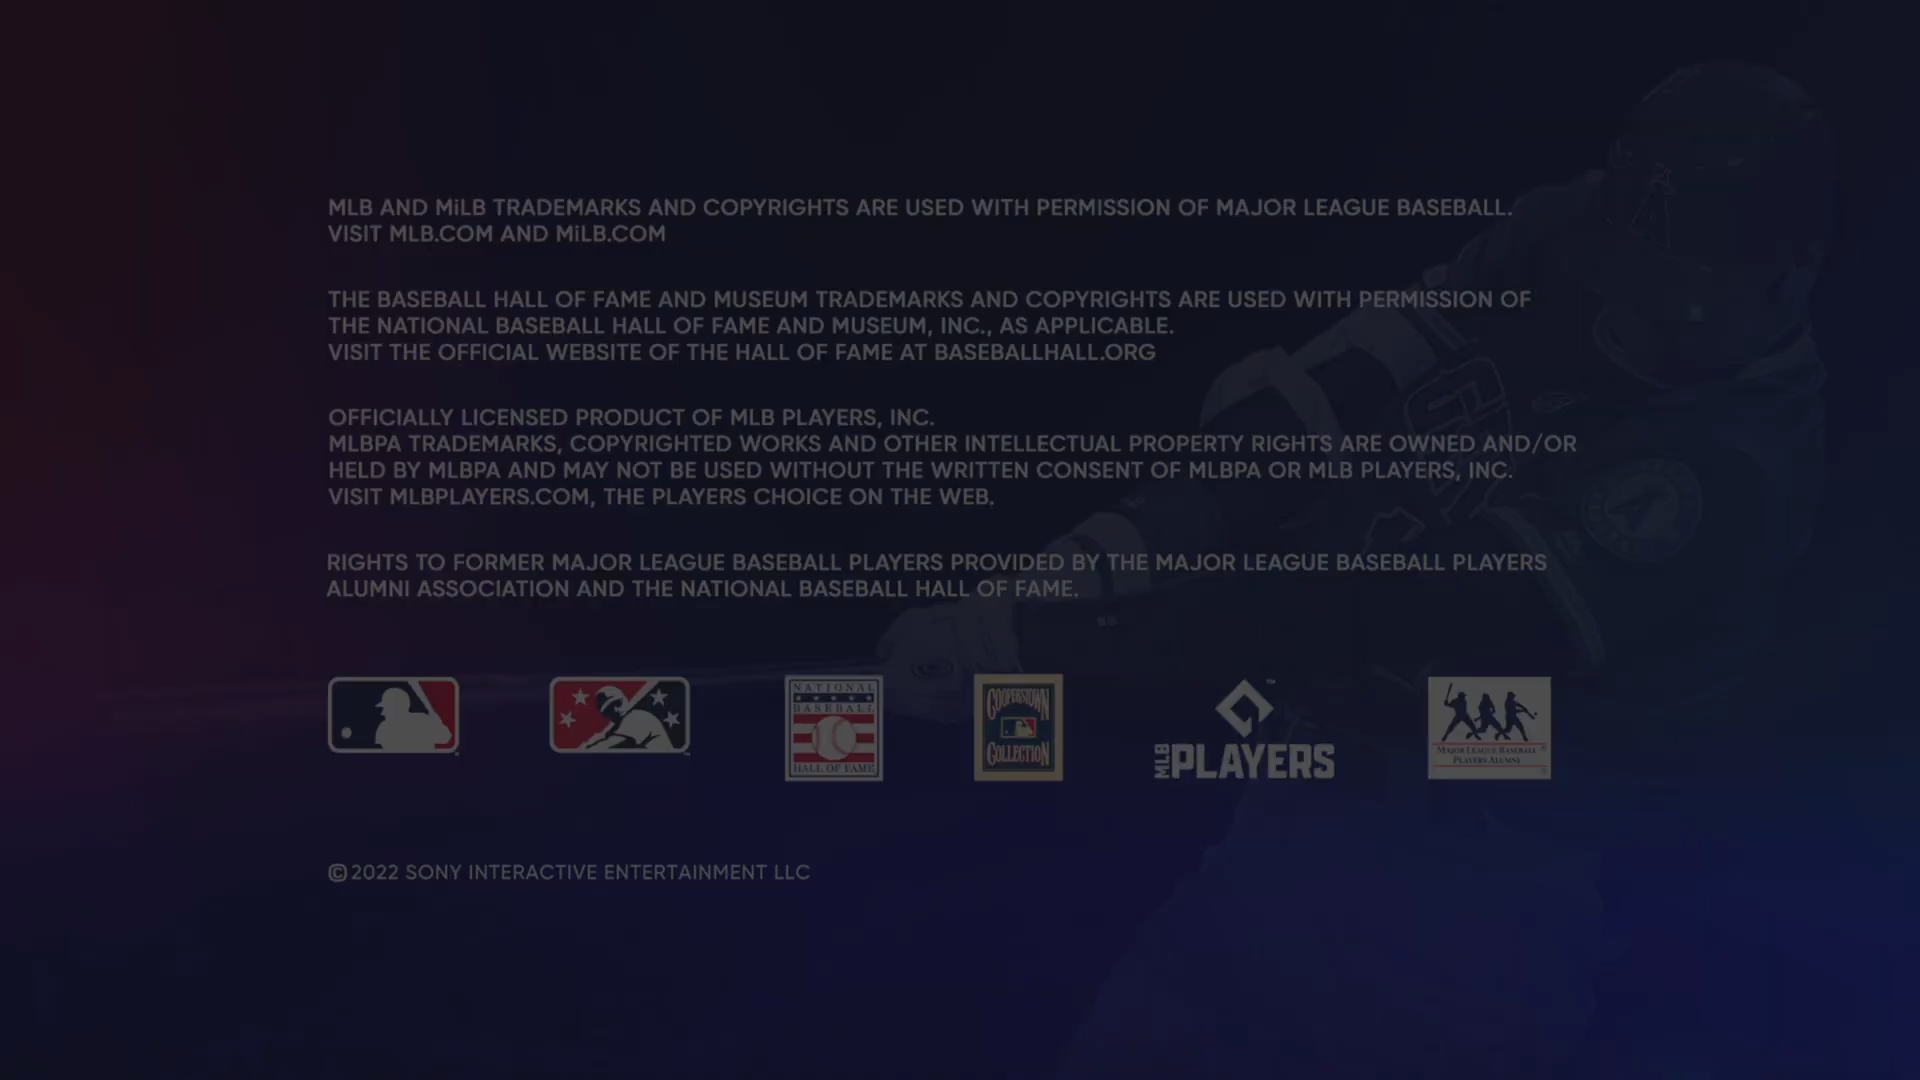 MLB AND MiLB TRADEMARKS AND COPYRIGHTS ARE USED WITH PERMISSION OF MAJOR LEAGUE BASEBALL.
VISIT MLB.COM AND MiLB.COM
THE BASEBALL HALL OF FAME AND MUSEUM TRADEMARKS AND COPYRIGHTS ARE USED WITH PERMISSION OF
THE NATIONAL BASEBALL HALL OF FAME AND MUSEUM, INC., AS APPLICABLE.
VISIT THE OFFICIAL WEBSITE OF THE HALL OF FAME AT BASEBALLHALL.ORG
OFFICIALLY LICENSED PRODUCT OF MLB PLAYERS, INC.
MLBPA TRADEMARKS, COPYRIGHTED WORKS AND OTHER INTELLECTUAL PROPERTY RIGHTS ARE OWNED AND/OR
HELD BY MLBPA AND MAY NOT BE USED WITHOUT THE WRITTEN CONSENT OF MLBPA OR MLB PLAYERS, INC.
VISIT MLBPLAYERS.COM, THE PLAYERS CHOICE ON THE WEB.
RIGHTS TO FORMER MAJOR LEAGUE BASEBALL PLAYERS PROVIDED BY THE MAJOR LEAGUE BASEBALL PLAYERS
ALUMNI ASSOCIATION AND THE NATIONAL BASEBALL HALL OF FAME.
NATIONAL
BASEBALL
HALL OF FAME
COOPERSTOWN
COLLECTION
MLB PLAYERS ™
MAJOR LEAGUE BASEBALL
PLAYERS ALUMNI
© 2022 SONY INTERACTIVE ENTERTAINMENT LLC